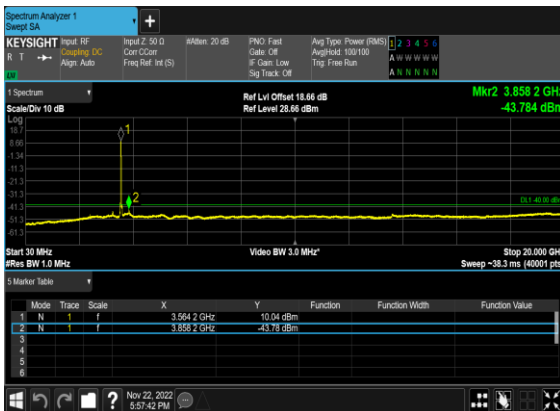 Spectrum Analyzer 1
Swept SA
KEYSIGHT Input: RF Input Z: 50 Ω #Atten: 20 dB PNO: Fast Avg Type: Power (RMS) 1 2 3 4 5 6
R T Coupling: DC Corr CCorr Gate: Off Avg|Hold: 100/100 A W W W W W
Align: Auto Freq Ref: Int (S) IF Gain: Low Trig: Free Run
Sig Track: Off A N N N N N
1 Spectrum Ref Lvl Offset 18.66 dB Mkr2 3.858 2 GHz
Scale/Div 10 dB Ref Level 28.66 dBm -43.784 dBm
Log
18.7
8.66
-1.34
-11.3
-21.3
-31.3
-41.3
-51.3
-61.3
1
2
DL1 -40.00 dBm
Start 30 MHz Video BW 3.0 MHz* Stop 20.000 GHz
#Res BW 1.0 MHz Sweep ~38.3 ms (40001 pts)
5 Marker Table
Mode Trace Scale X Y Function Function Width Function Value
1 N 1 f 3.564 2 GHz 10.04 dBm
2 N 1 f 3.858 2 GHz -43.78 dBm
3
4
5
6
Nov 22, 2022
5:57:42 PM